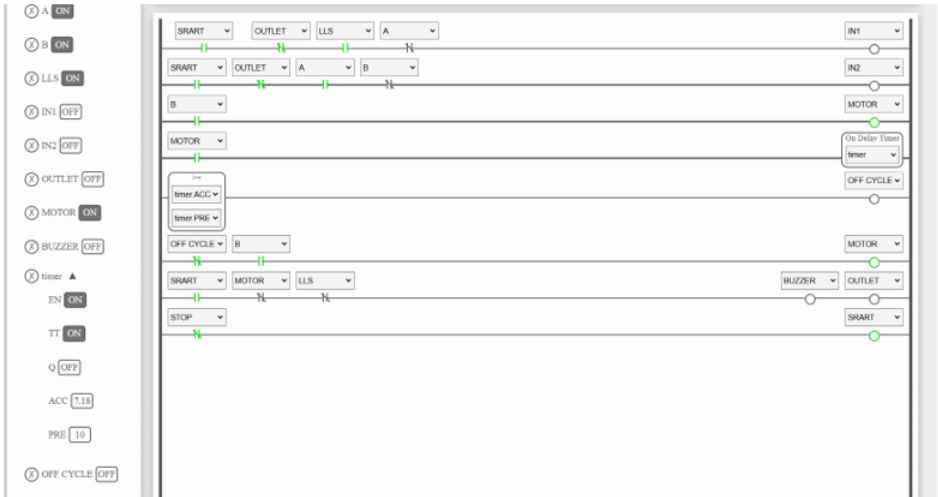 A ON
B ON
LLS ON
IN1 OFF
IN2 OFF
OUTLET OFF
MOTOR ON
BUZZER OFF
timer
EN ON
TT ON
Q OFF
ACC 7.18
PRE 10
OFF CYCLE OFF
SRART OUTLET LLS A IN1
SRART OUTLET A B IN2
B MOTOR
MOTOR On Delay Timer
timer
>= OFF CYCLE
timer.ACC
timer.PRE
OFF CYCLE B MOTOR
SRART MOTOR LLS BUZZER OUTLET
STOP SRART